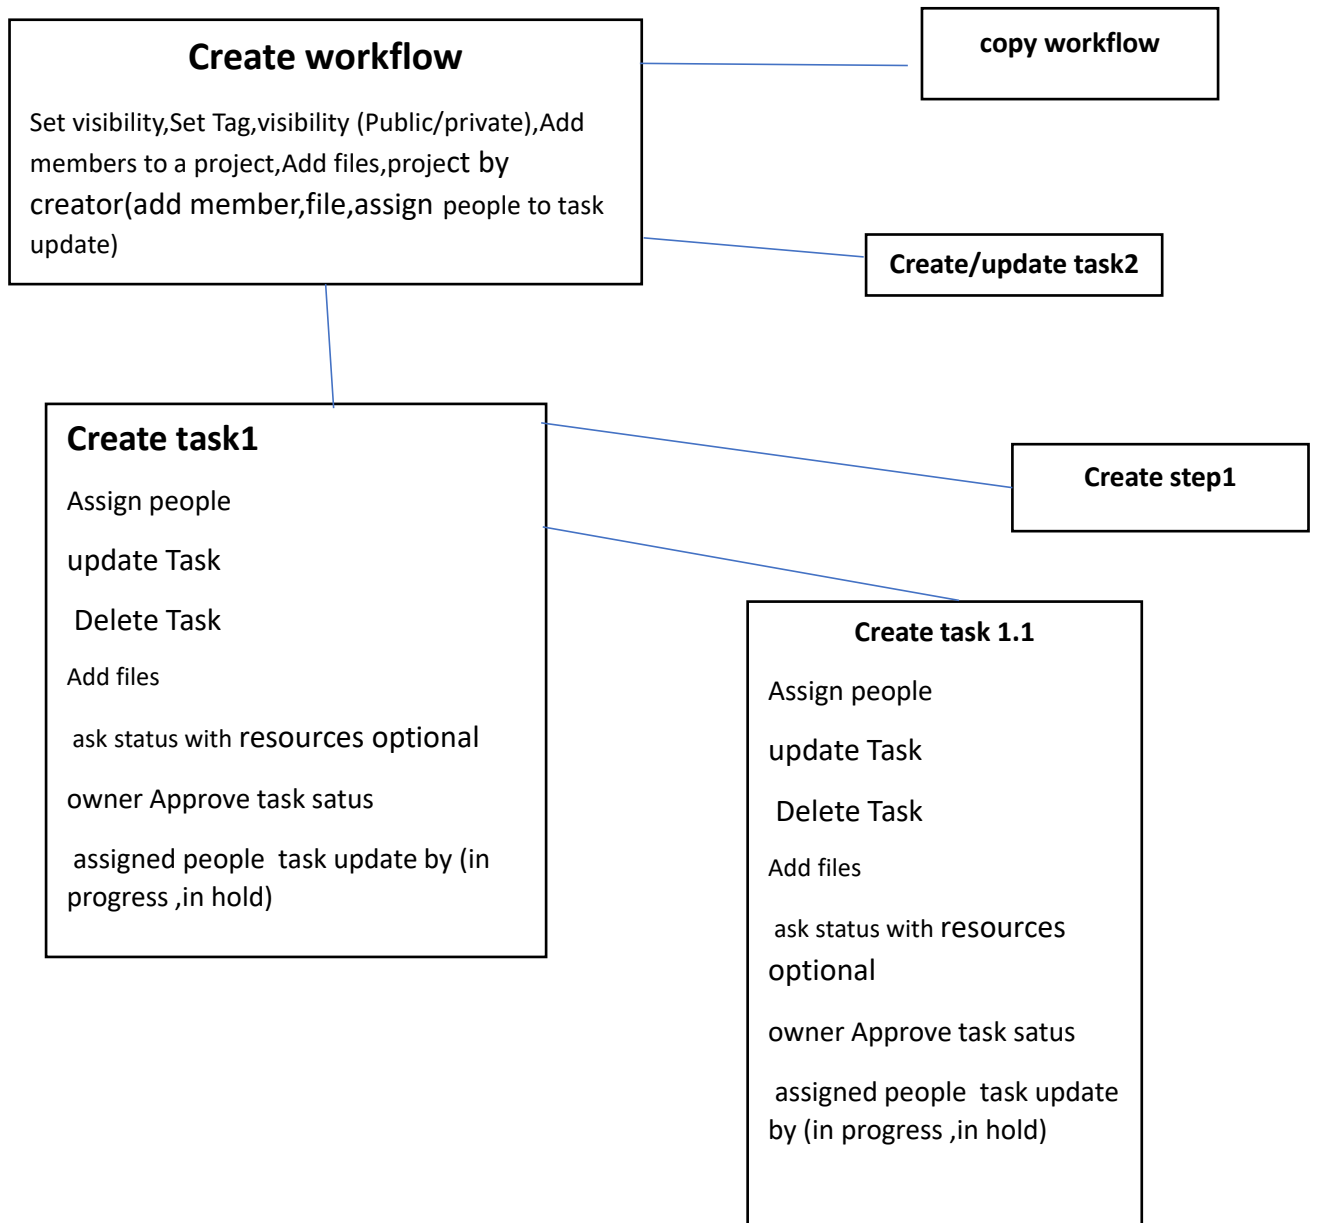 Create workflow
Set visibility,Set Tag,visibility (Public/private),Add
members to a project,Add files,project by
creator(add member,file,assign people to task
update)
copy workflow
Create/update task2
Create task1
Assign people
update Task
Delete Task
Add files
ask status with resources optional
owner Approve task satus
assigned people  task update by (in
progress ,in hold)
Create step1
Create task 1.1
Assign people
update Task
Delete Task
Add files
ask status with resources
optional
owner Approve task satus
assigned people  task update
by (in progress ,in hold)